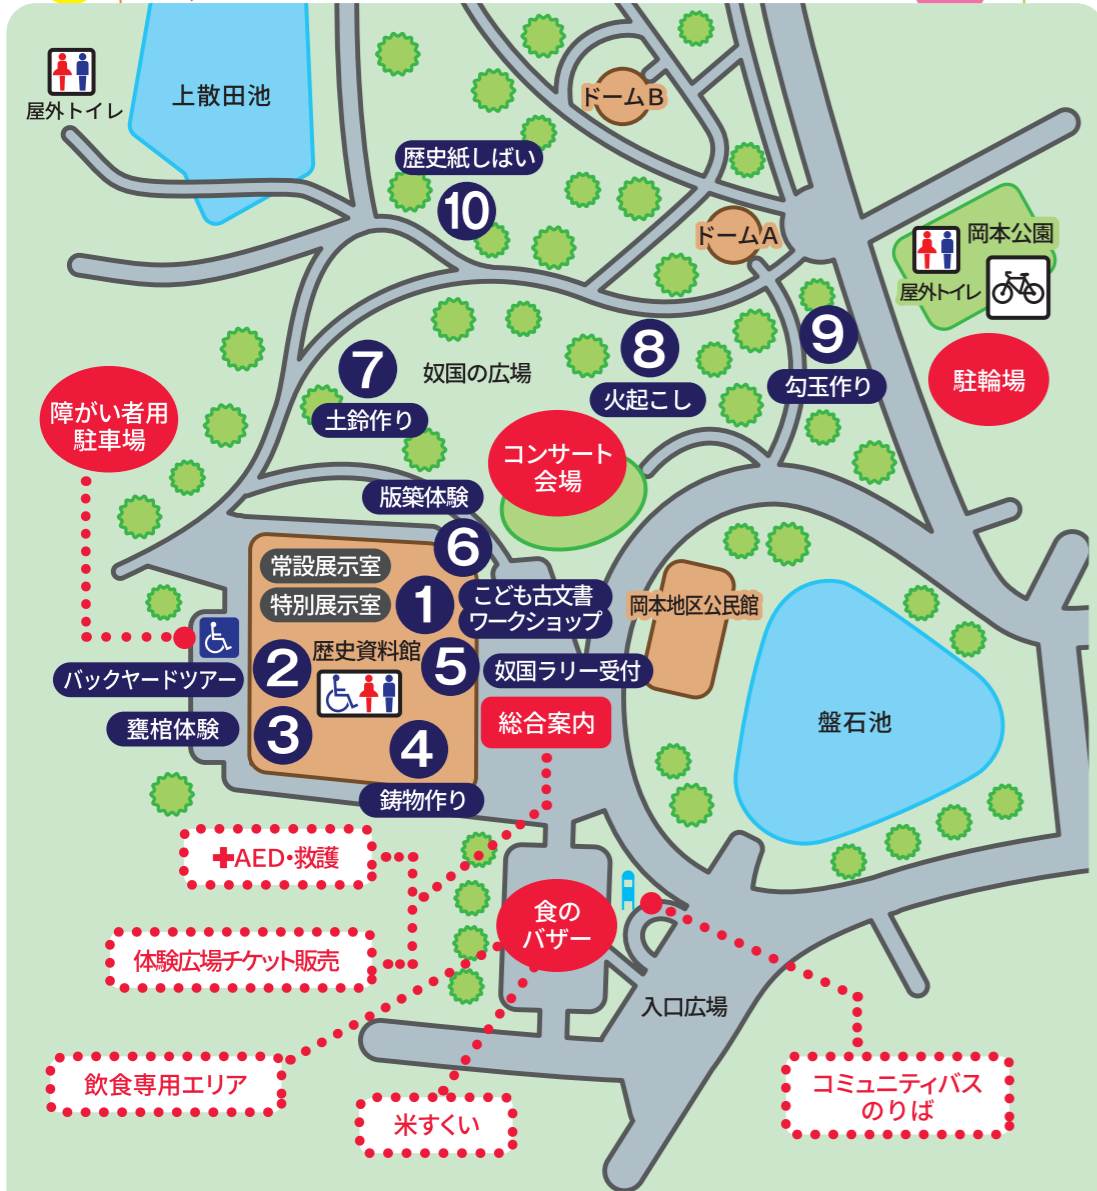 屋外トイレ
上散田池
ドームB
歴史紙しばい
10
ドームA
岡本公園
屋外トイレ
駐輪場
9
勾玉作り
8
火起こし
奴国の広場
7
土鈴作り
障がい者用
駐車場
コンサート
会場
版築体験
6
常設展示室
特別展示室
1
こども古文書
ワークショップ
岡本地区公民館
歴史資料館
2
バックヤードツアー
5
奴国ラリー受付
3
甕棺体験
総合案内
盤石池
4
鋳物作り
AED・救護
体験広場チケット販売
食の
バザー
入口広場
飲食専用エリア
米すくい
コミュニティバス
のりば